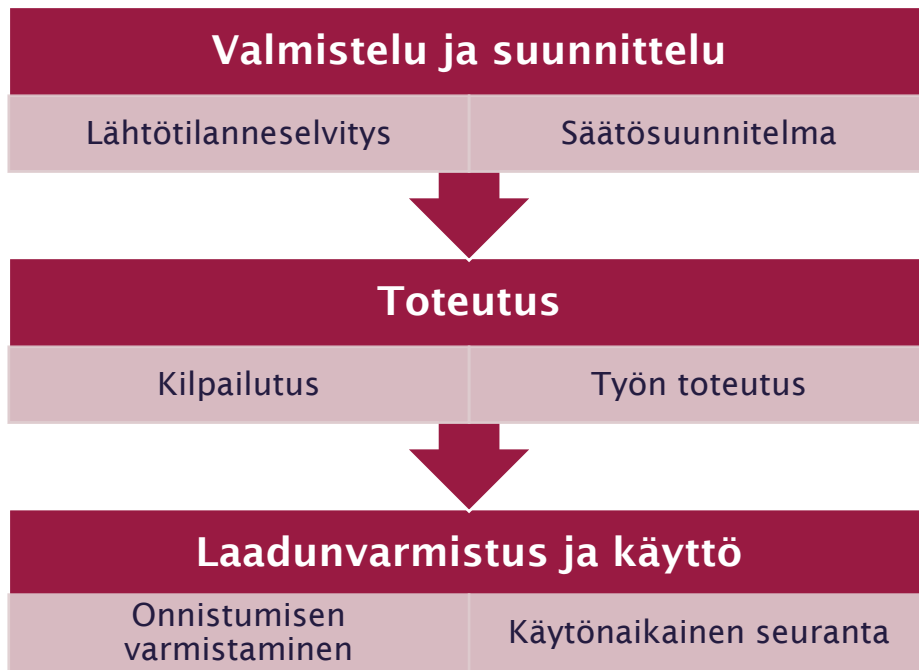 Valmistelu ja suunnittelu
Lähtötilanneselvitys
Säätösuunnitelma
Toteutus
Kilpailutus
Työn toteutus
Laadunvarmistus ja käyttö
Onnistumisen
varmistaminen
Käytönaikainen seuranta